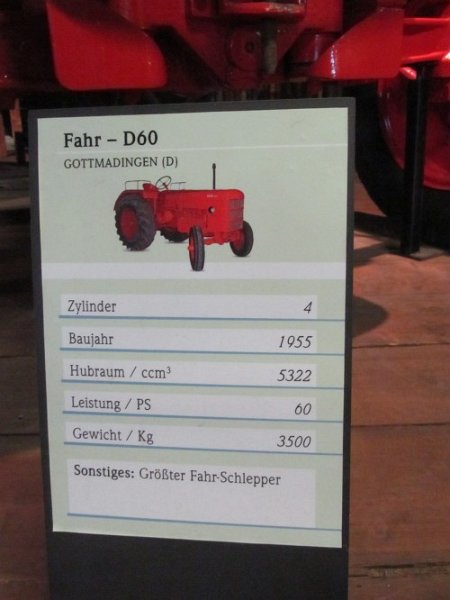 Fahr – D60
GOTTMADINGEN (D)
Zylinder 4
Baujahr 1955
Hubraum / ccm³ 5322
Leistung / PS 60
Gewicht / Kg 3500
Sonstiges: Größter Fahr-Schlepper